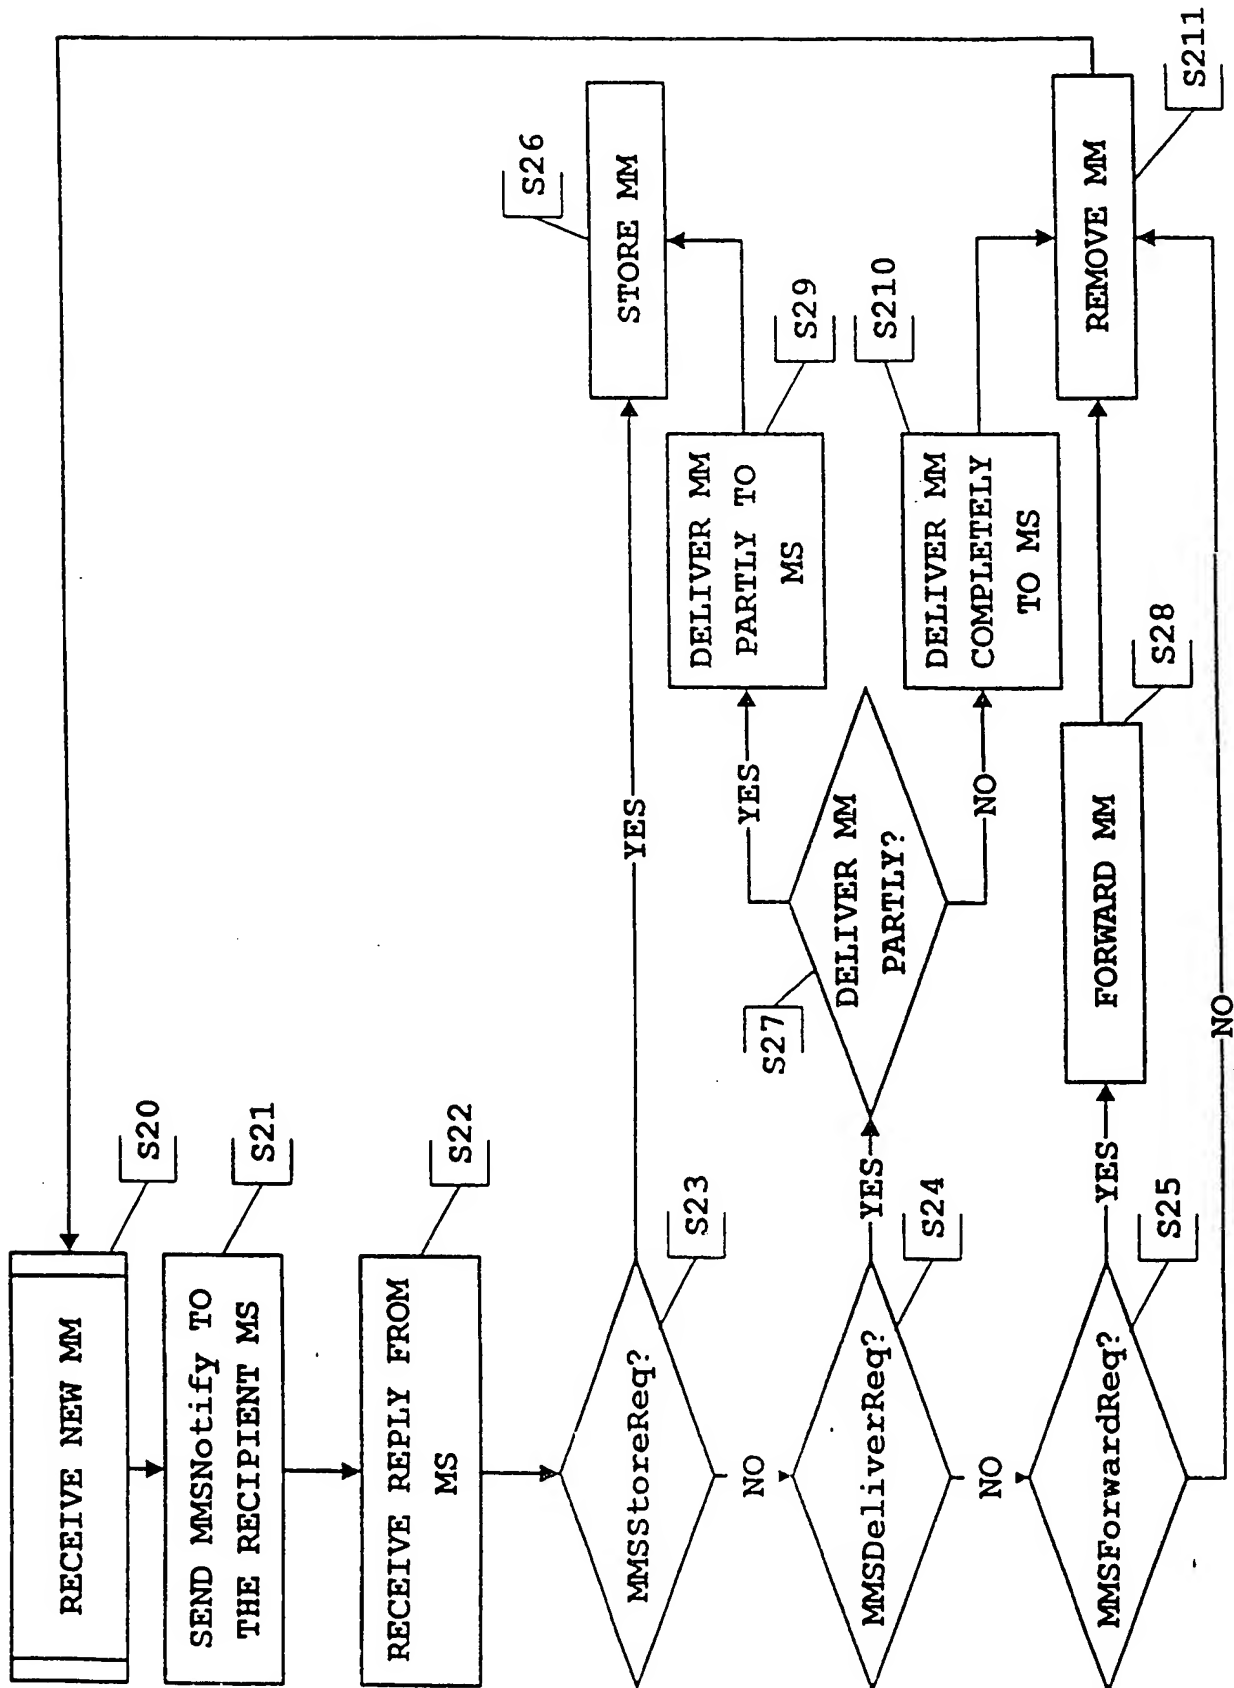 RECEIVE NEW MM
S20
SEND MMSNotify TO
THE RECIPIENT MS
S21
RECEIVE REPLY FROM
MS
S22
MMSStoreReq?
S23
YES
STORE MM
S26
NO
MMSDeliverReq?
S24
YES
DELIVER MM
PARTLY?
S27
YES
DELIVER MM
PARTLY TO
MS
S29
NO
DELIVER MM
COMPLETELY
TO MS
S210
NO
MMSForwardReq?
S25
YES
FORWARD MM
S28
REMOVE MM
S211
NO